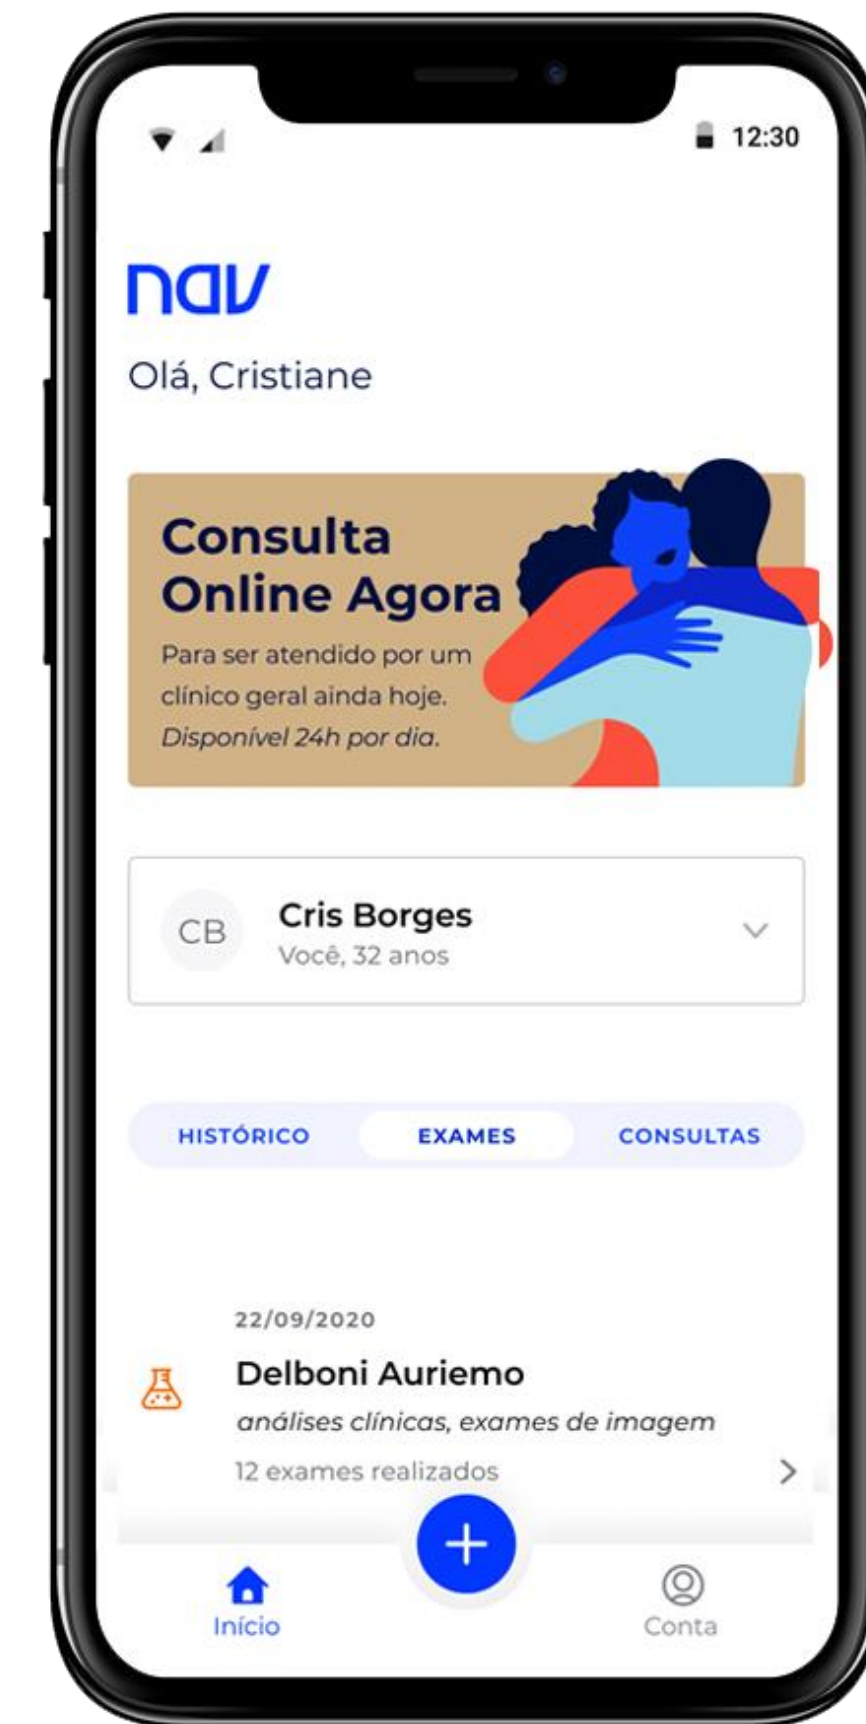 12:30
nav
Olá, Cristiane
Consulta
Online Agora
Para ser atendido por um
clínico geral ainda hoje.
Disponível 24h por dia.
CB
Cris Borges
Você, 32 anos
HISTÓRICO EXAMES CONSULTAS
22/09/2020
Delboni Auriemo
análises clínicas, exames de imagem
12 exames realizados
Início
Conta